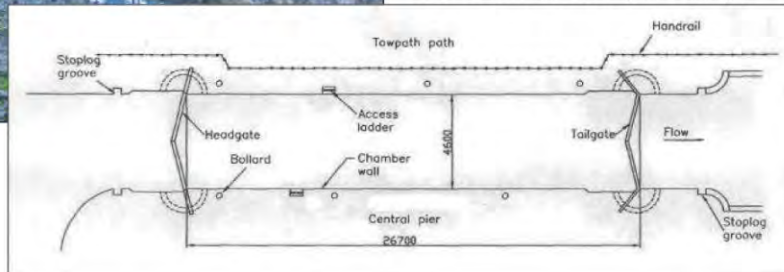 Handrail
Towpath path
Stoplog
groove
Access
ladder
Headgate
4600
Tailgate
Flow
Bollard
Chamber
wall
Central pier
Stoplog
groove
26700